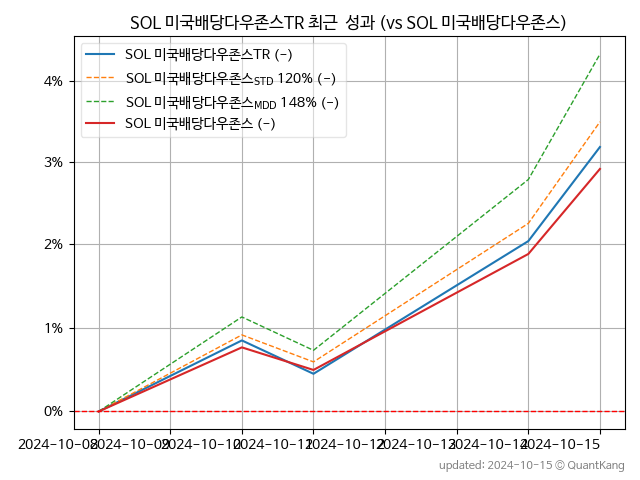 SOL 미국배당다우존스TR 최근 성과 (vs SOL 미국배당다우존스)
SOL 미국배당다우존스TR (-)
SOL 미국배당다우존스STD 120% (-)
SOL 미국배당다우존스MDD 148% (-)
SOL 미국배당다우존스 (-)
4%
3%
2%
1%
0%
2024-10-08 2024-10-09 2024-10-10 2024-10-11 2024-10-12 2024-10-13 2024-10-14 2024-10-15
updated: 2024-10-15 © QuantKang